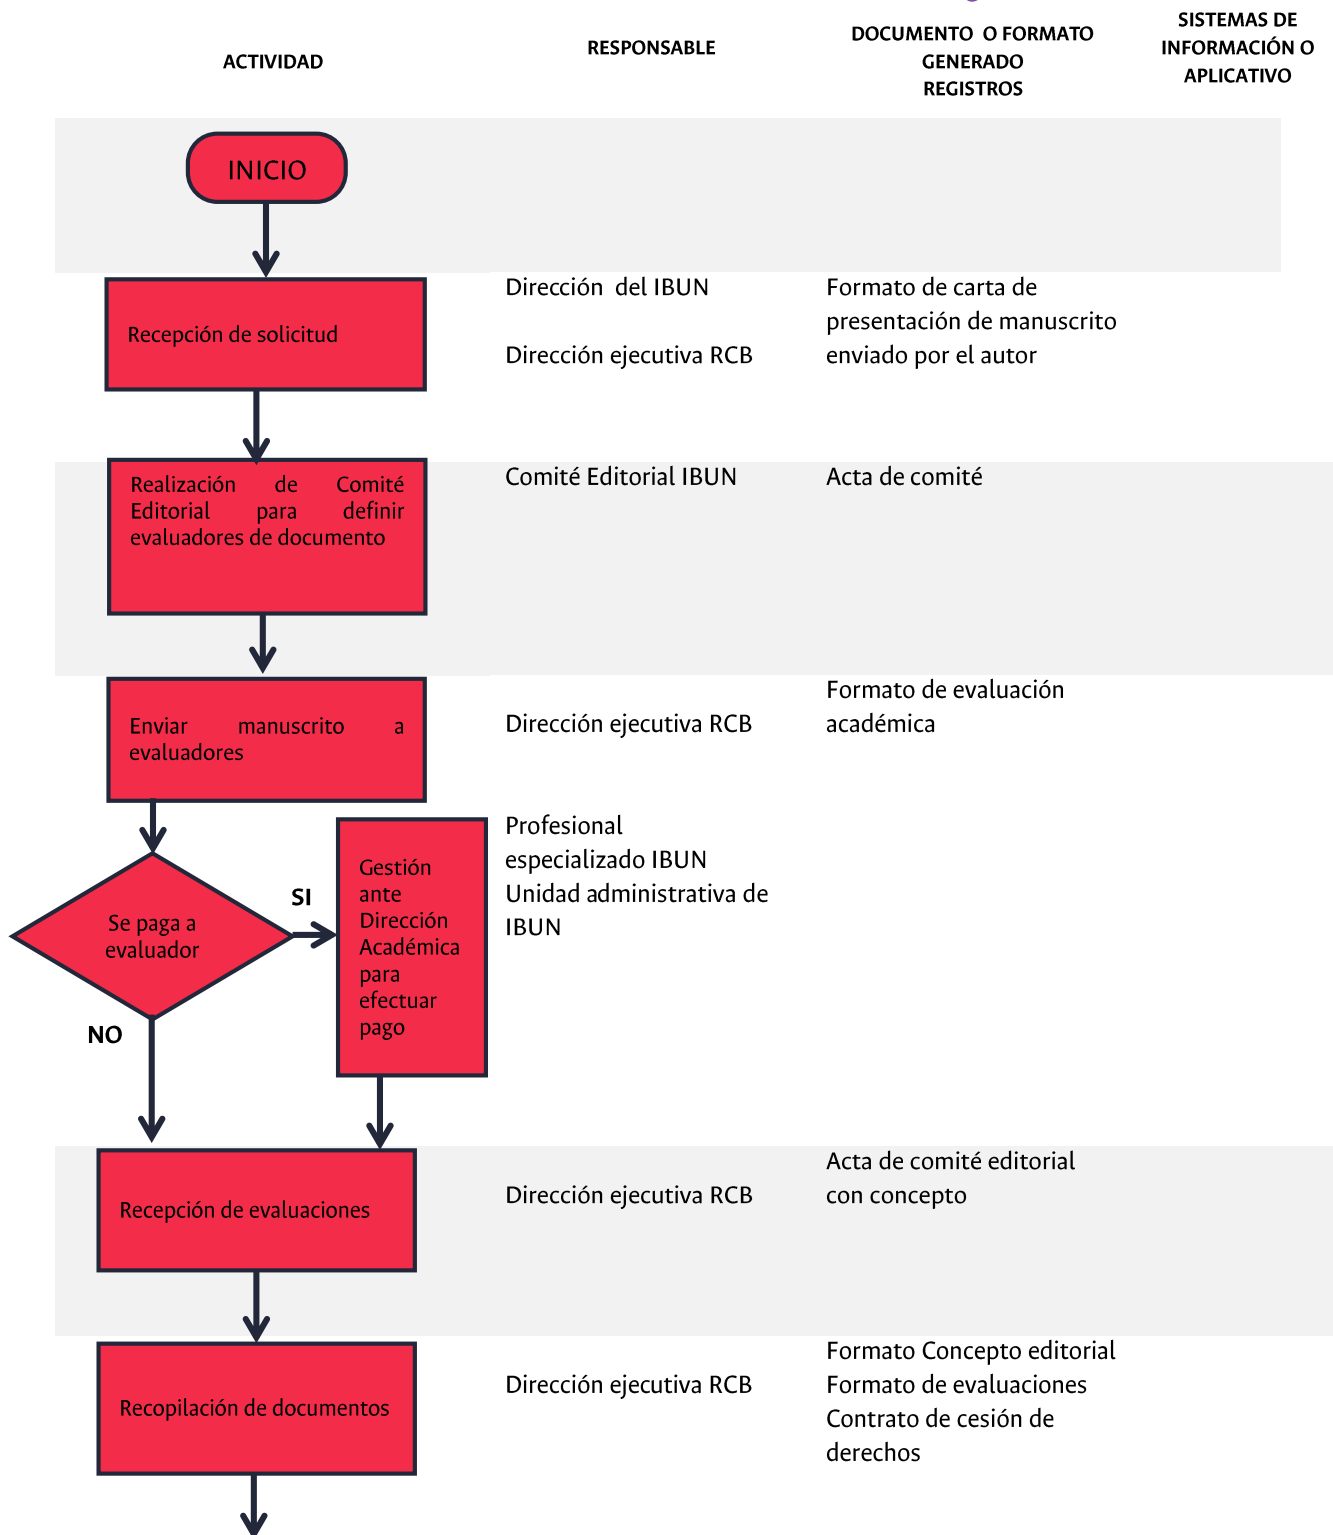 ACTIVIDAD
RESPONSABLE
DOCUMENTO O FORMATO
GENERADO
REGISTROS
SISTEMAS DE
INFORMACIÓN O
APLICATIVO
INICIO
Recepción de solicitud
Dirección del IBUN
Dirección ejecutiva RCB
Formato de carta de
presentación de manuscrito
enviado por el autor
Realización de Comité
Editorial para definir
evaluadores de documento
Comité Editorial IBUN
Acta de comité
Enviar manuscrito a
evaluadores
Dirección ejecutiva RCB
Formato de evaluación
académica
Se paga a
evaluador
SI
NO
Gestión
ante
Dirección
Académica
para
efectuar
pago
Profesional
especializado IBUN
Unidad administrativa de
IBUN
Recepción de evaluaciones
Dirección ejecutiva RCB
Acta de comité editorial
con concepto
Recopilación de documentos
Dirección ejecutiva RCB
Formato Concepto editorial
Formato de evaluaciones
Contrato de cesión de
derechos